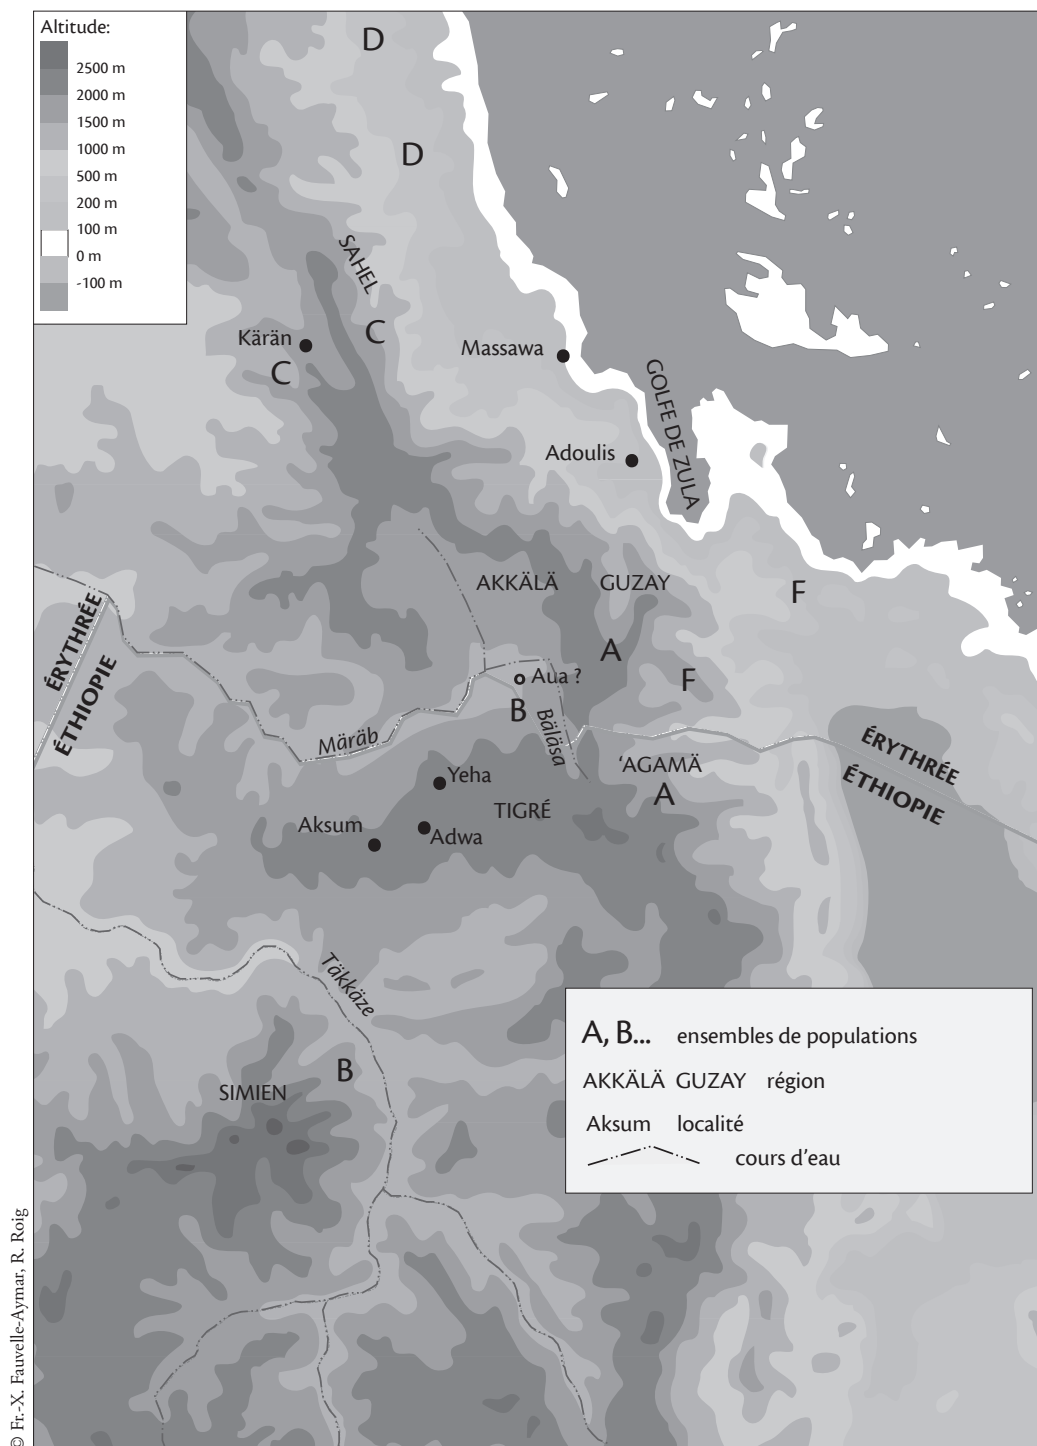 Altitude:
2500 m
2000 m
1500 m
1000 m
500 m
200 m
100 m
0 m
-100 m
D
D
SAHEL
C
Kärän
C
Massawa
GOLFE DE ZULA
Adoulis
AKKÄLÄ GUZAY
F
ÉRYTHRÉE
ÉTHIOPIE
A
Aua ?
F
B
Bäläsa
Märäb
ÉRYTHRÉE
ÉTHIOPIE
‘AGAMÄ
A
Yeha
TIGRÉ
Aksum
Adwa
Täkkäze
B
SIMIEN
A, B... ensembles de populations
AKKÄLÄ GUZAY région
Aksum localité
cours d’eau
© Fr.-X. Fauvelle-Aymar, R. Roig